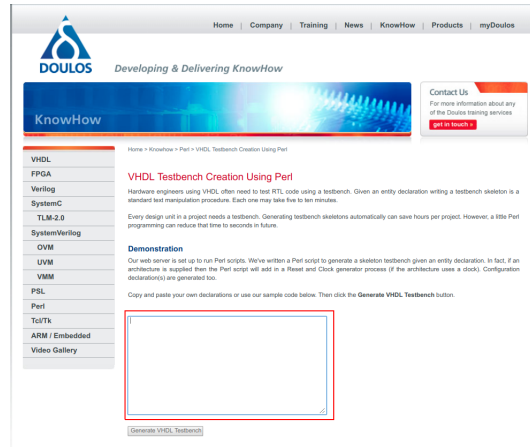 Home | Company | Training | News | KnowHow | Products | myDoulos
DOULOS
Developing & Delivering KnowHow
KnowHow
Contact Us
For more information about any
of the Doulos training services
get in touch »
Home > Knowhow > Perl > VHDL Testbench Creation Using Perl
VHDL
FPGA
Verilog
SystemC
TLM-2.0
SystemVerilog
OVM
UVM
VMM
PSL
Perl
Tcl/Tk
ARM / Embedded
Video Gallery
VHDL Testbench Creation Using Perl
Hardware engineers using VHDL often need to test RTL code using a testbench. Given an entity declaration writing a testbench skeleton is a
standard text manipulation procedure. Each one may take five to ten minutes.
Every design unit in a project needs a testbench. Generating testbench skeletons automatically can save hours per project. However, a little Perl
programming can reduce that time to seconds in future.
Demonstration
Our web server is set up to run Perl scripts. We've written a Perl script to generate a skeleton testbench given an entity declaration. In fact, if an
architecture is supplied then the Perl script will add in a Reset and Clock generator process (if the architecture uses a clock). Configuration
declaration(s) are generated too.
Copy and paste your own declarations or use our sample code below. Then click the Generate VHDL Testbench button.
Generate VHDL Testbench